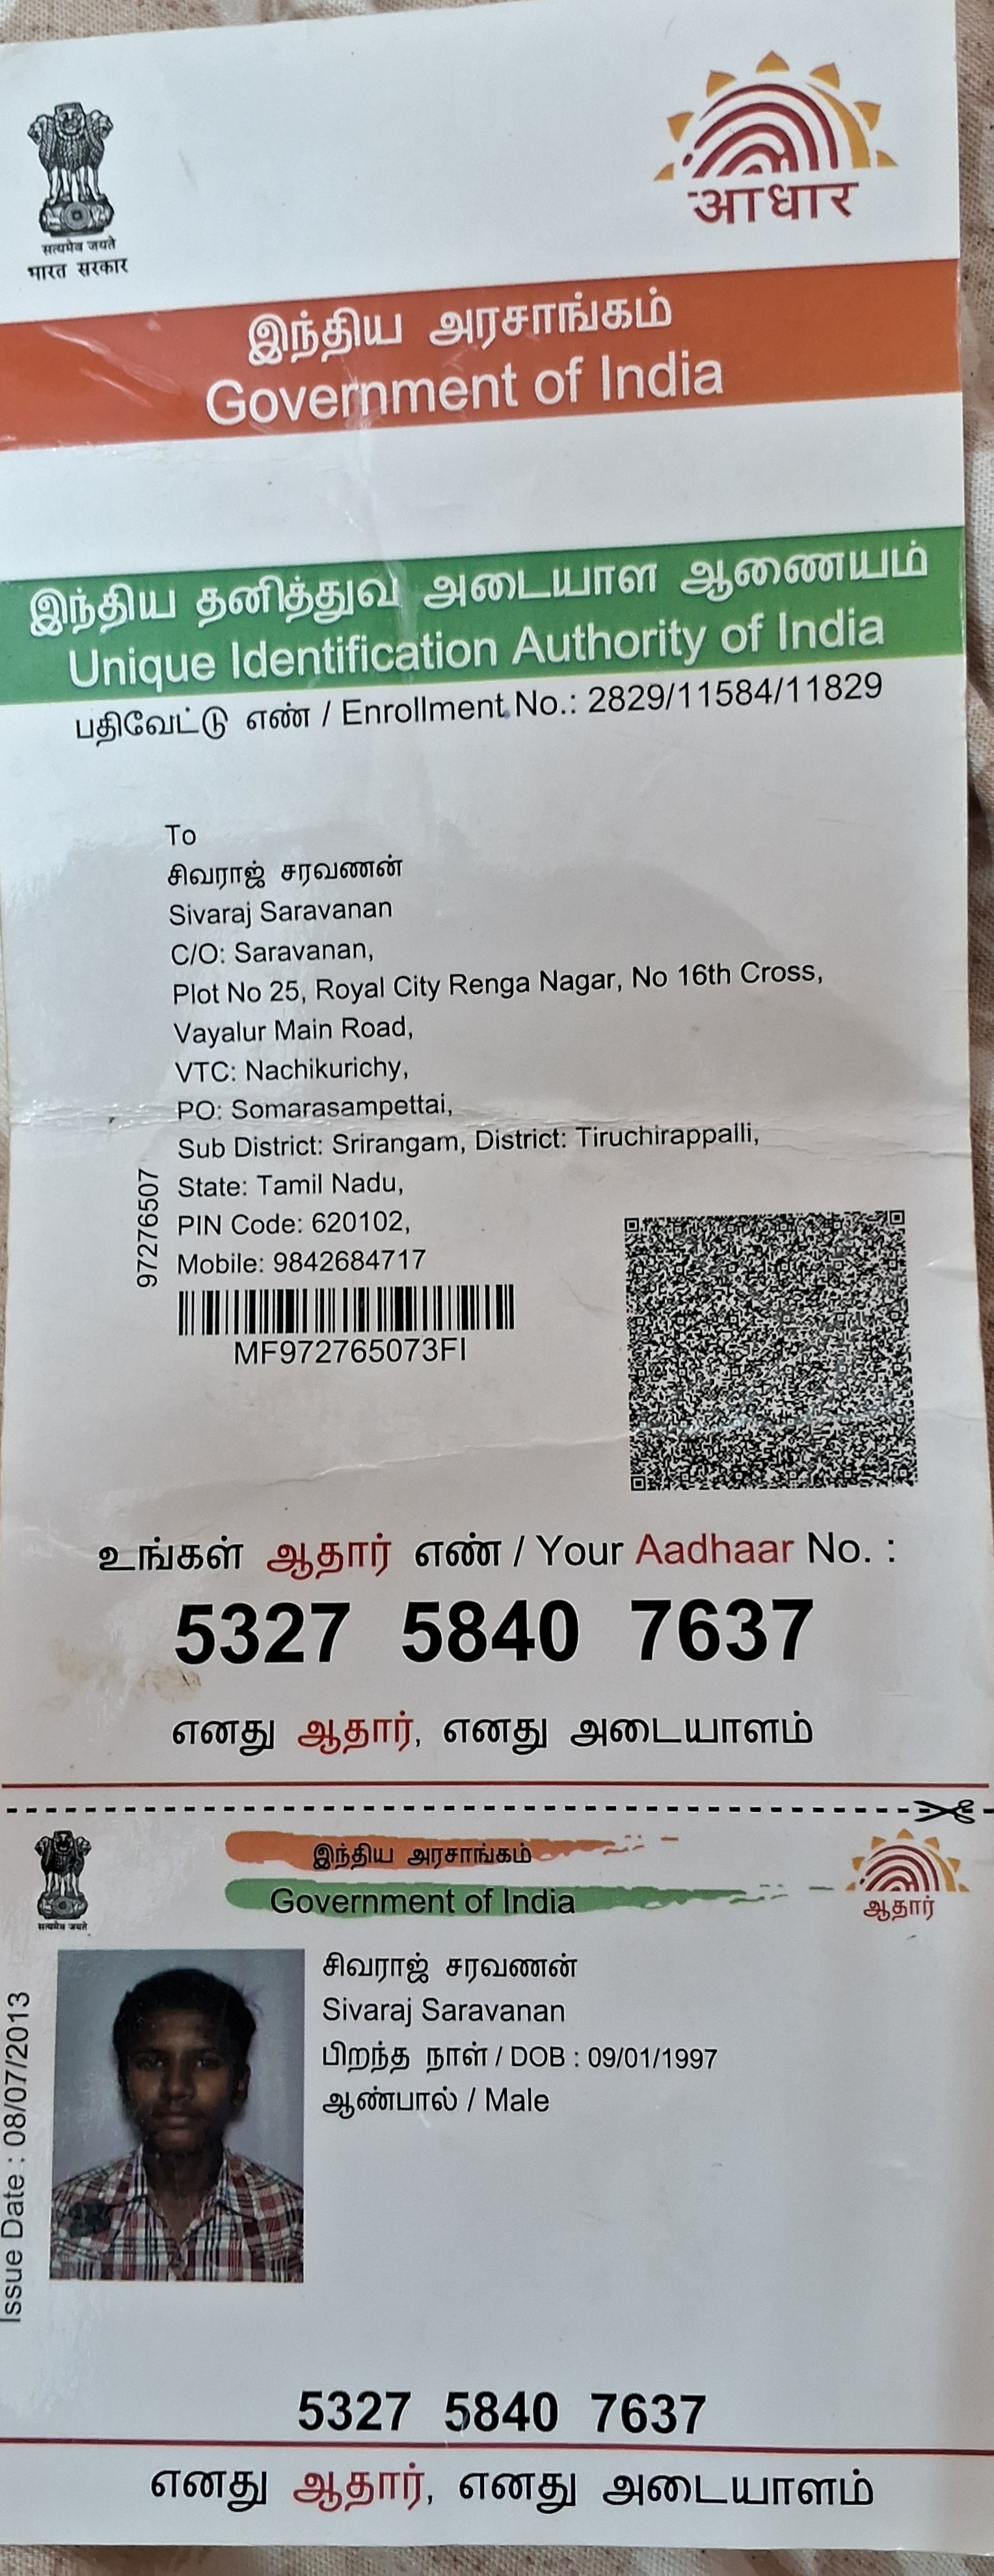 आधार
सत्यमेव जयते
भारत सरकार
இந்திய அரசாங்கம்
Government of India
இந்திய தனித்துவ அடையாள ஆணையம்
Unique Identification Authority of India
பதிவேட்டு எண் / Enrollment No.: 2829/11584/11829
To
சிவராஜ் சரவணன்
Sivaraj Saravanan
C/O: Saravanan,
Plot No 25, Royal City Renga Nagar, No 16th Cross,
Vayalur Main Road,
VTC: Nachikurichy,
PO: Somarasampettai,
Sub District: Srirangam, District: Tiruchirappalli,
State: Tamil Nadu,
PIN Code: 620102,
Mobile: 9842684717
97276507
MF972765073FI
உங்கள் ஆதார் எண் / Your Aadhaar No. :
5327 5840 7637
எனது ஆதார், எனது அடையாளம்
இந்திய அரசாங்கம்
Government of India
सत्यमेव जयते
ஆதார்
சிவராஜ் சரவணன்
Sivaraj Saravanan
பிறந்த நாள் / DOB : 09/01/1997
ஆண்பால் / Male
Issue Date : 08/07/2013
5327 5840 7637
எனது ஆதார், எனது அடையாளம்